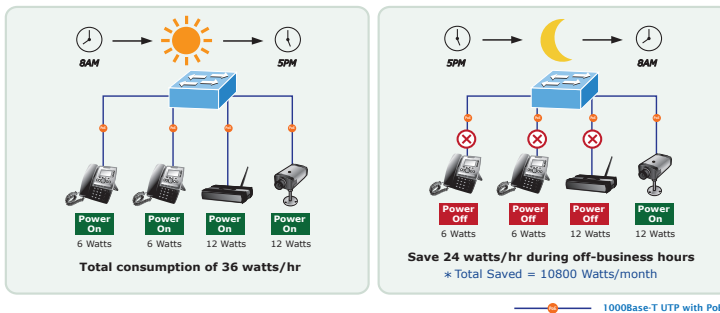 8AM
5PM
Power On
Power On
Power On
Power On
6 Watts
6 Watts
12 Watts
12 Watts
Total consumption of 36 watts/hr
5PM
8AM
Power Off
Power Off
Power Off
Power On
6 Watts
6 Watts
12 Watts
12 Watts
Save 24 watts/hr during off-business hours
* Total Saved = 10800 Watts/month
1000Base-T UTP with PoE